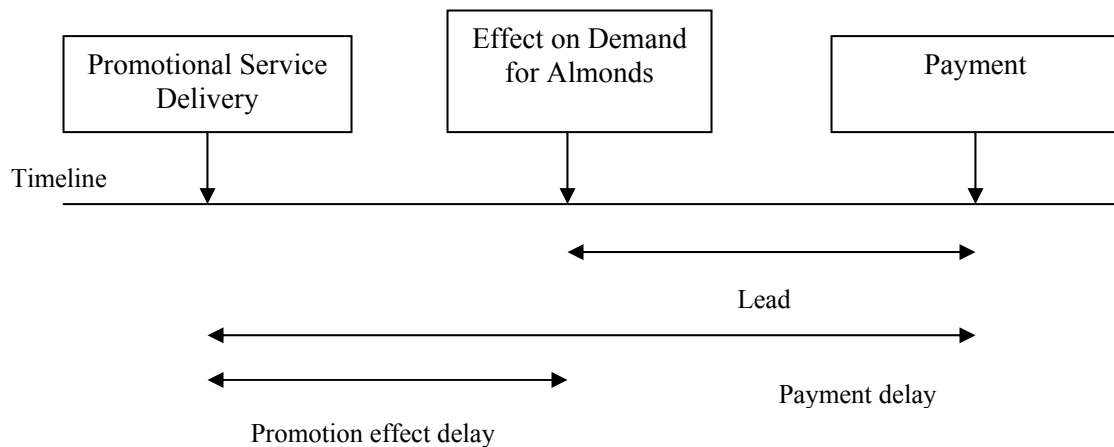 Promotional Service
Delivery
Effect on Demand
for Almonds
Payment
Timeline
Lead
Payment delay
Promotion effect delay